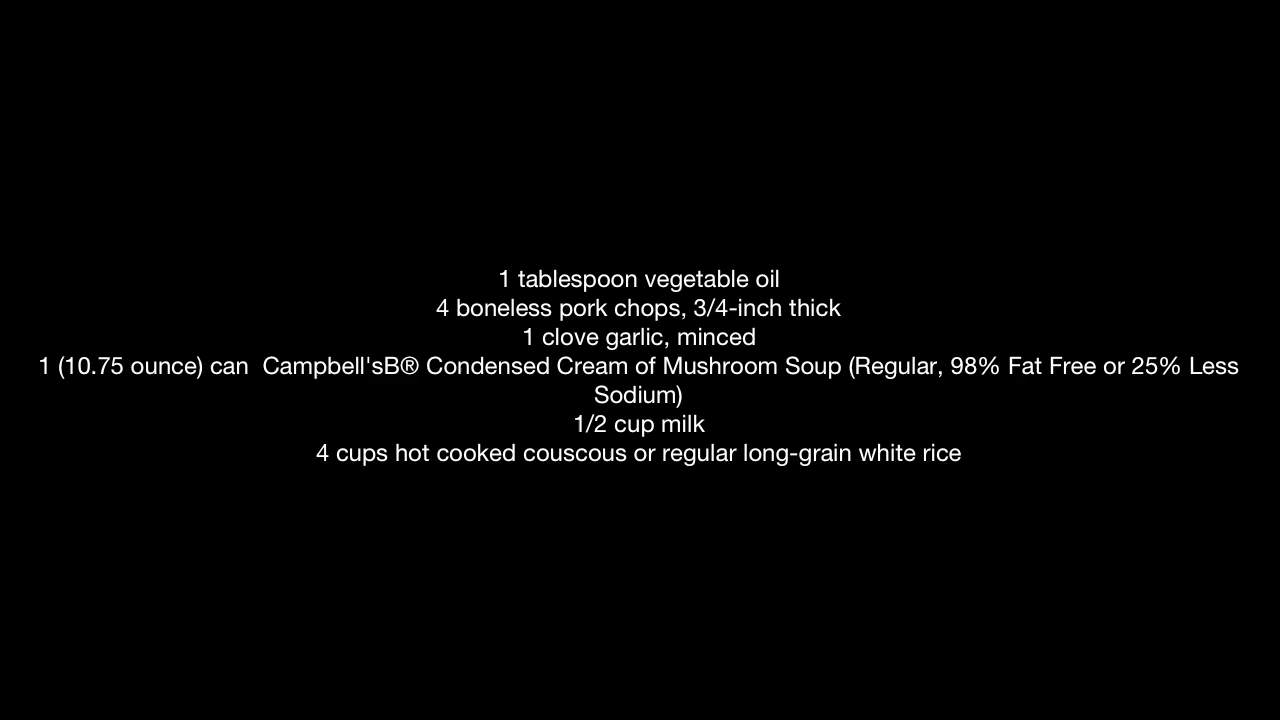 1 tablespoon vegetable oil
4 boneless pork chops, 3/4-inch thick
1 clove garlic, minced
1 (10.75 ounce) can  Campbell'sB® Condensed Cream of Mushroom Soup (Regular, 98% Fat Free or 25% Less
Sodium)
1/2 cup milk
4 cups hot cooked couscous or regular long-grain white rice